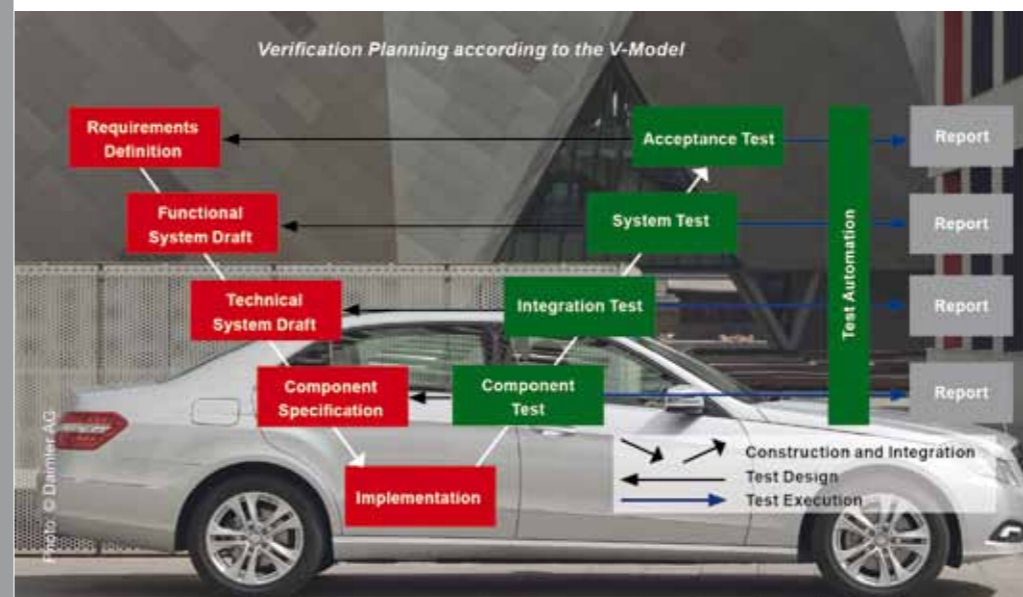 Verification Planning according to the V-Model
Requirements
Definition
Acceptance Test
Report
Functional
System Draft
System Test
Report
Technical
System Draft
Integration Test
Report
Component
Specification
Component
Test
Report
Implementation
Test Automation
Construction and Integration
Test Design
Test Execution
Photo: © Daimler AG